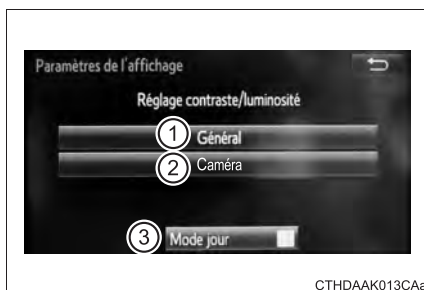 Paramètres de l'affichage
Réglage contraste/luminosité
1 Général
2 Caméra
3 Mode jour
CTHDAAK013CAa